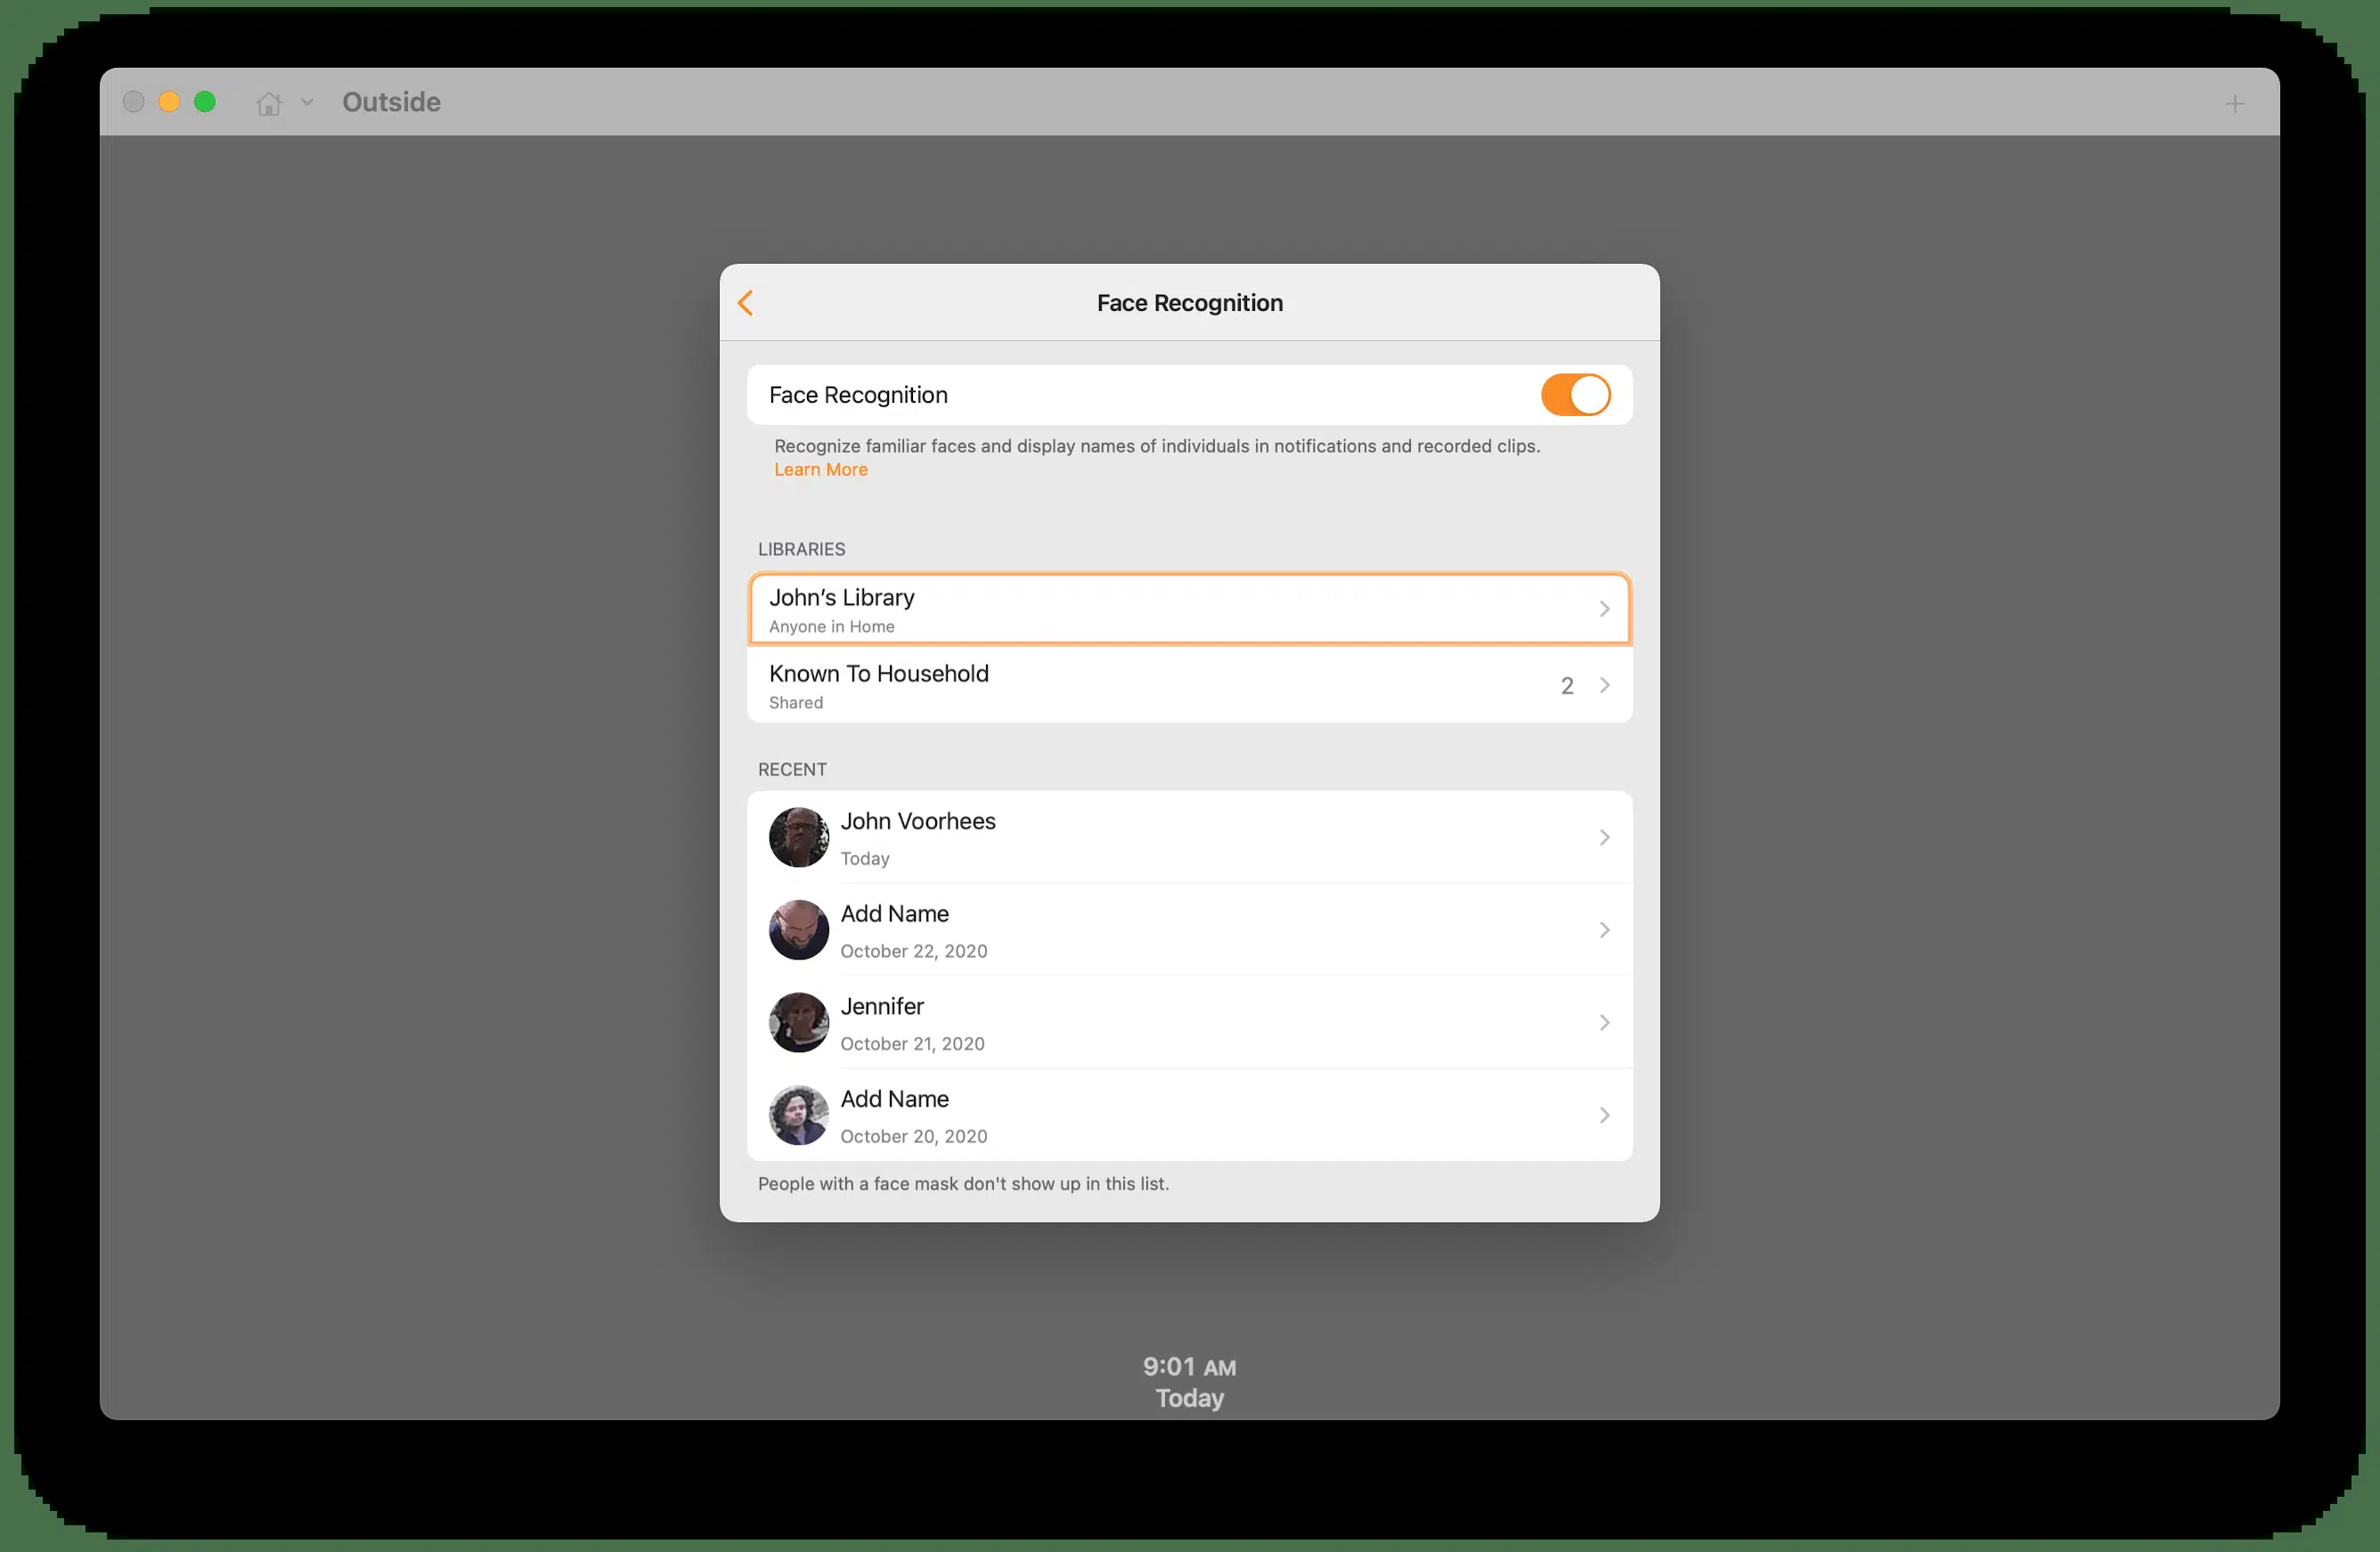 Outside
Face Recognition
Face Recognition
Recognize familiar faces and display names of individuals in notifications and recorded clips.
Learn More
LIBRARIES
John’s Library
Anyone in Home
Known To Household
2
Shared
RECENT
John Voorhees
Today
Add Name
October 22, 2020
Jennifer
October 21, 2020
Add Name
October 20, 2020
People with a face mask don't show up in this list.
9:01 AM
Today